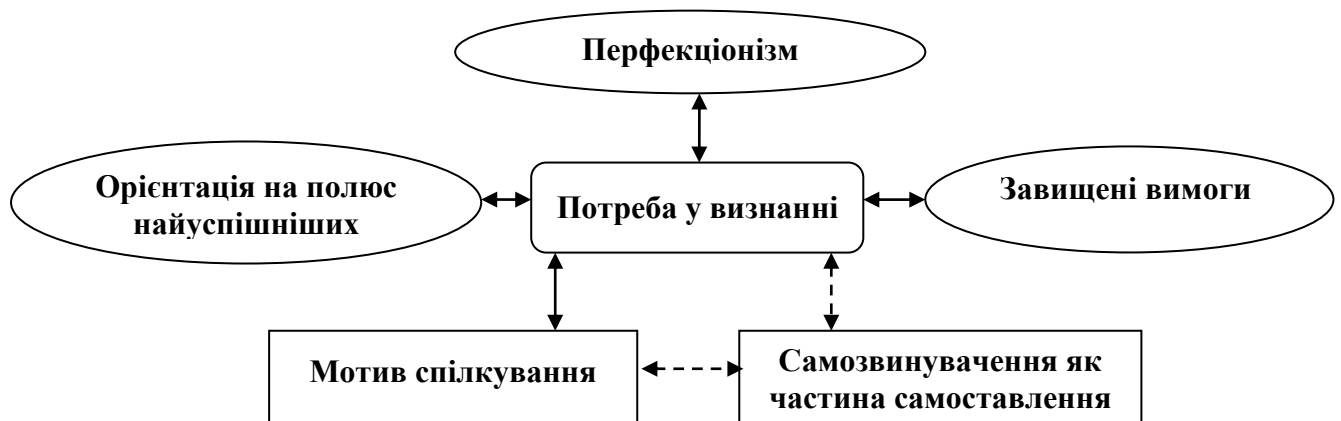 Перфекціонізм
Орієнтація на полюс
найуспішніших
Потреба у визнанні
Завищені вимоги
Мотив спілкування
Самозвинувачення як
частина самоставлення